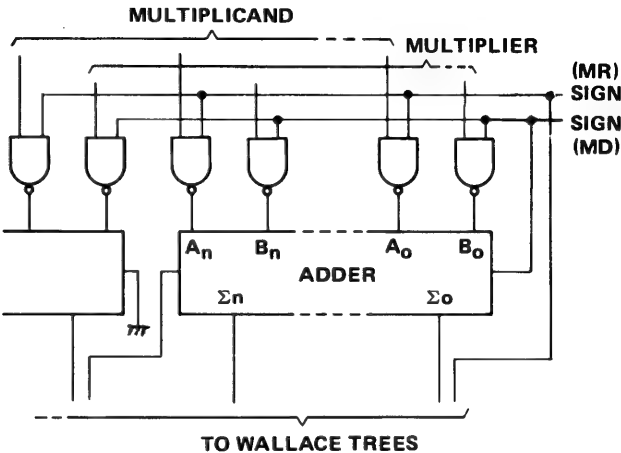 MULTIPLICAND
MULTIPLIER
(MR)
SIGN
SIGN
(MD)
An Bn Ao Bo
ADDER
Σn Σo
TO WALLACE TREES